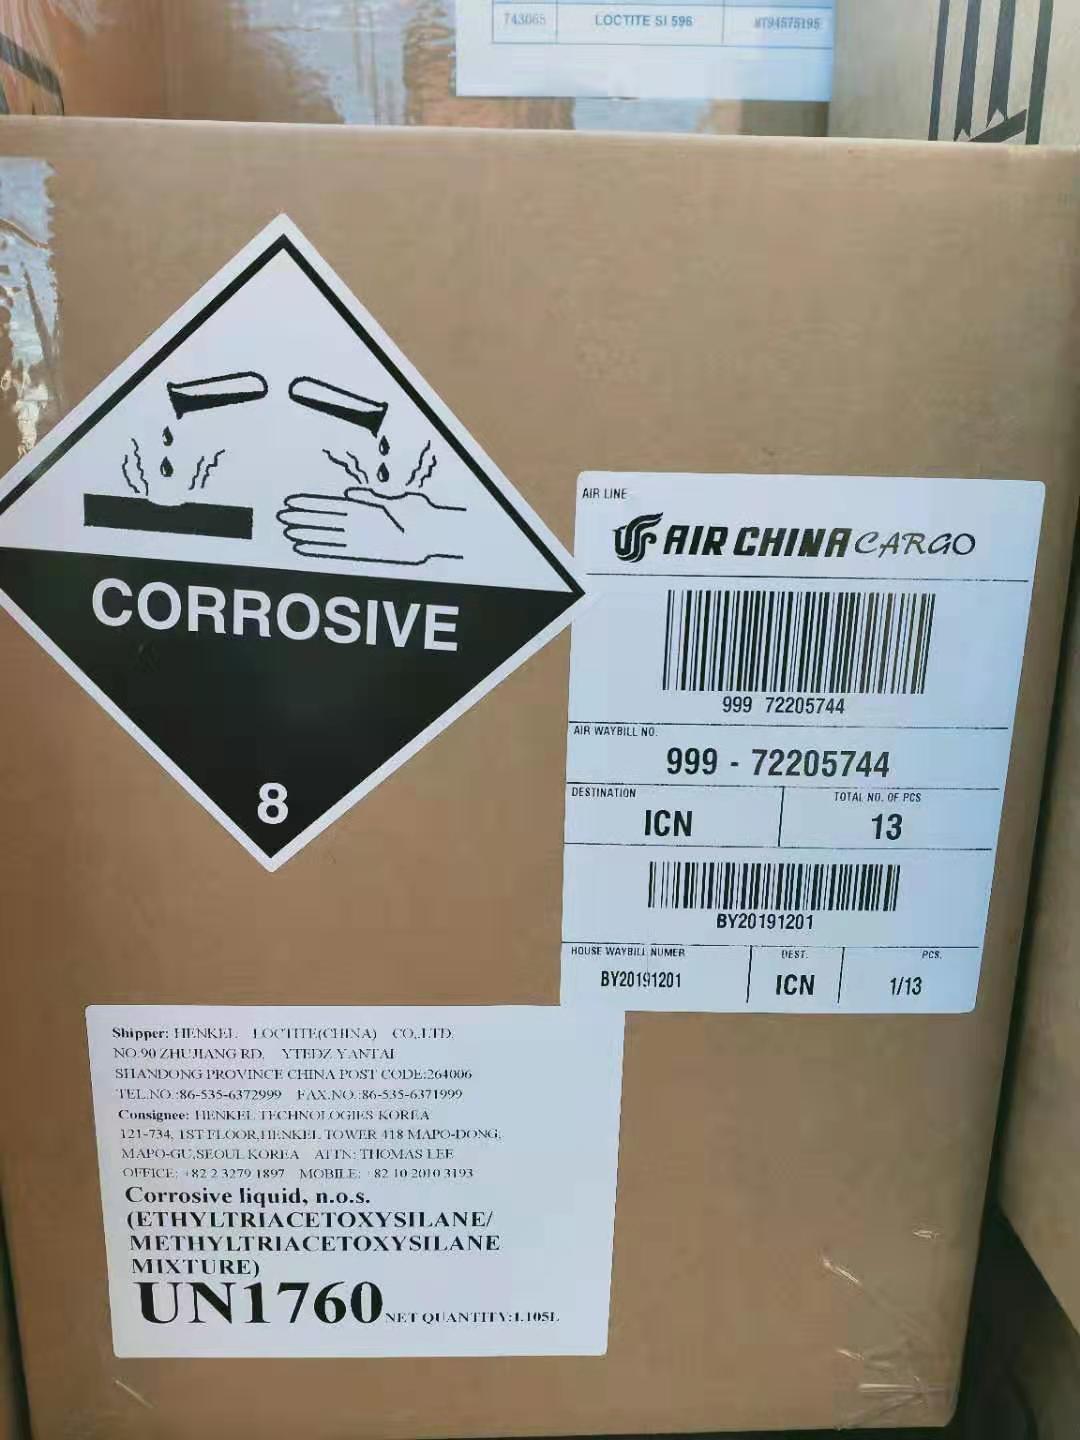 743065 LOCTITE SI 596 MT94575195
CORROSIVE
8
AIR LINE
AIR CHINA CARGO
999 72205744
AIR WAYBILL NO.
999 - 72205744
DESTINATION TOTAL NO. OF PCS
ICN 13
BY20191201
HOUSE WAYBILL NUMER DEST. PCS.
BY20191201 ICN 1/13
Shipper: HENKEL LOCTITE(CHINA) CO,.LTD.
NO.90 ZHUJIANG RD. YTEDZ YANTAI
SHANDONG PROVINCE CHINA POST CODE:264006
TEL.NO.:86-535-6372999 FAX.NO.:86-535-6371999
Consignee: HENKEL TECHNOLOGIES KOREA
121-734, 1ST FLOOR,HENKEL TOWER 418 MAPO-DONG,
MAPO-GU,SEOUL KOREA ATTN: THOMAS LEE
OFFICE: +82 2 3279 1897 MOBILE: +82 10 2010 3193
Corrosive liquid, n.o.s.
(ETHYLTRIACETOXYSILANE/
METHYLTRIACETOXYSILANE
MIXTURE)
UN1760 NET QUANTITY:1.105L